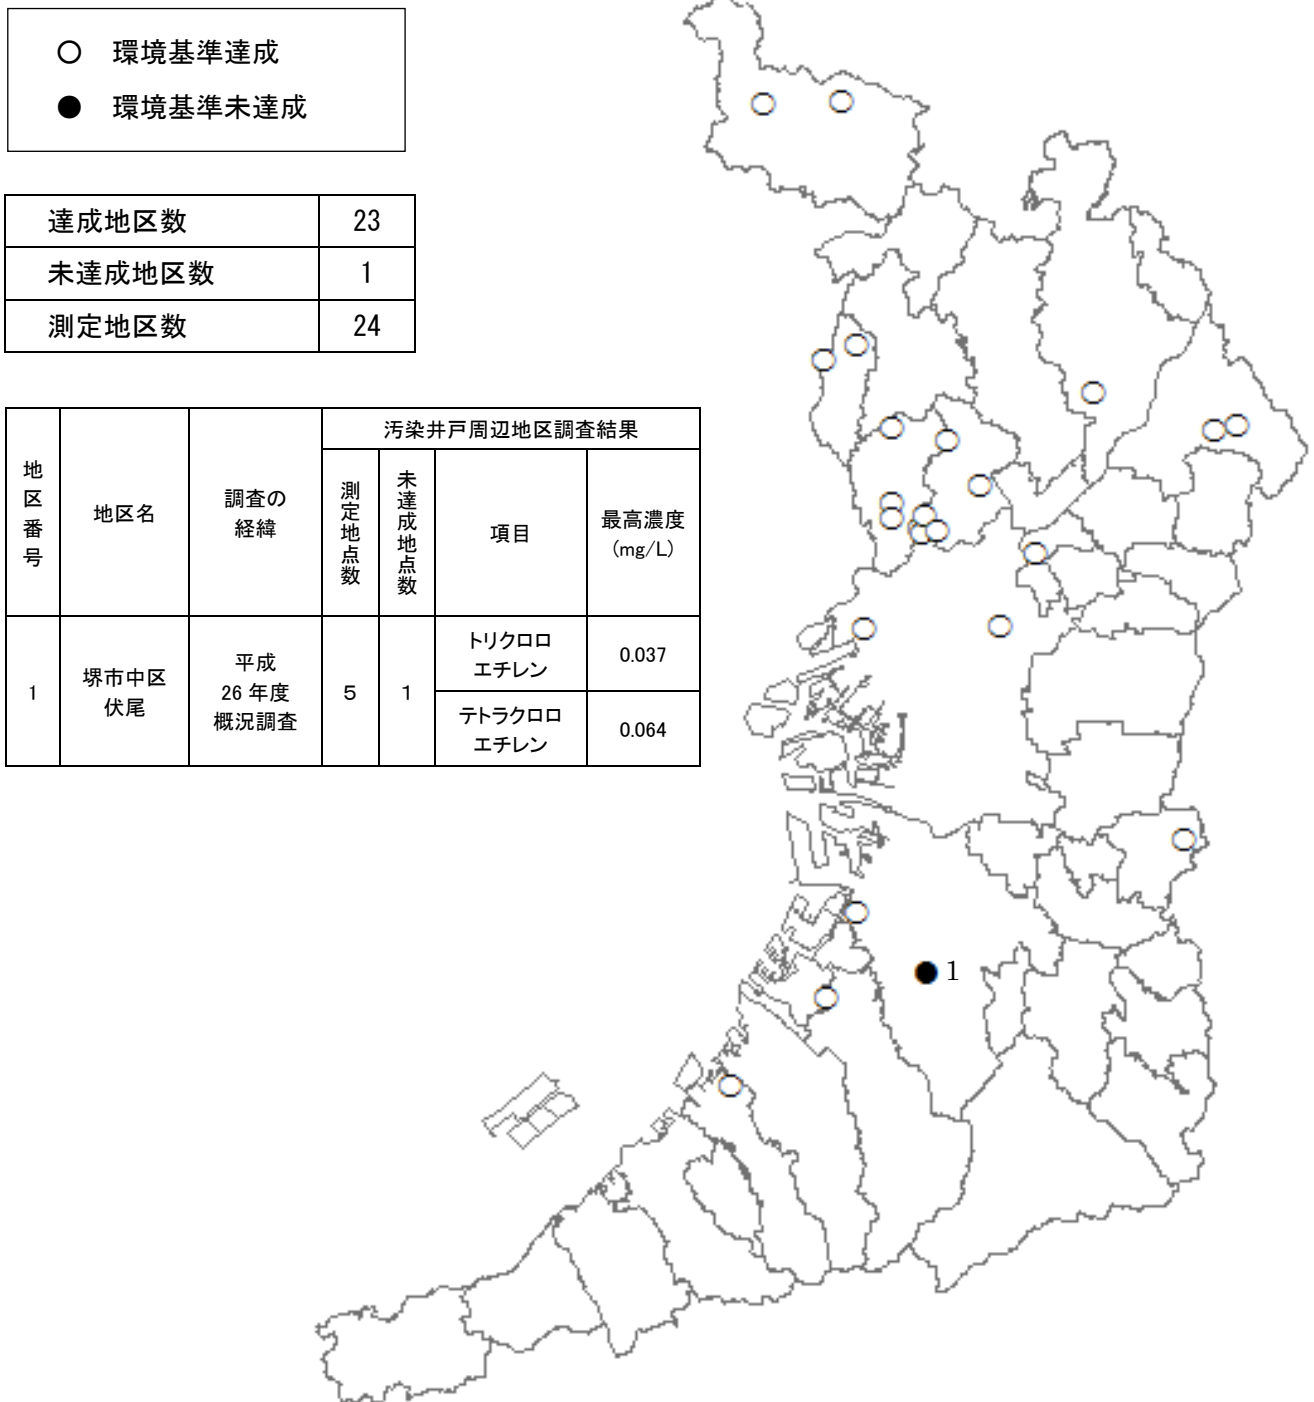 ○ 環境基準達成
● 環境基準未達成
達成地区数 23
未達成地区数 1
測定地区数 24
地区番号
地区名
調査の
経緯
汚染井戸周辺地区調査結果
測定地点数
未達成地点数
項目
最高濃度
(mg/L)
1
堺市中区
伏尾
平成
26年度
概況調査
5
1
トリクロロ
エチレン
0.037
テトラクロロ
エチレン
0.064
1